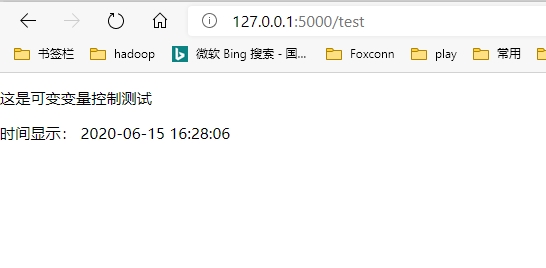 127.0.0.1:5000/test
书签栏 hadoop 微软 Bing 搜索 - 国... Foxconn play 常用
这是可变变量控制测试
时间显示： 2020-06-15 16:28:06